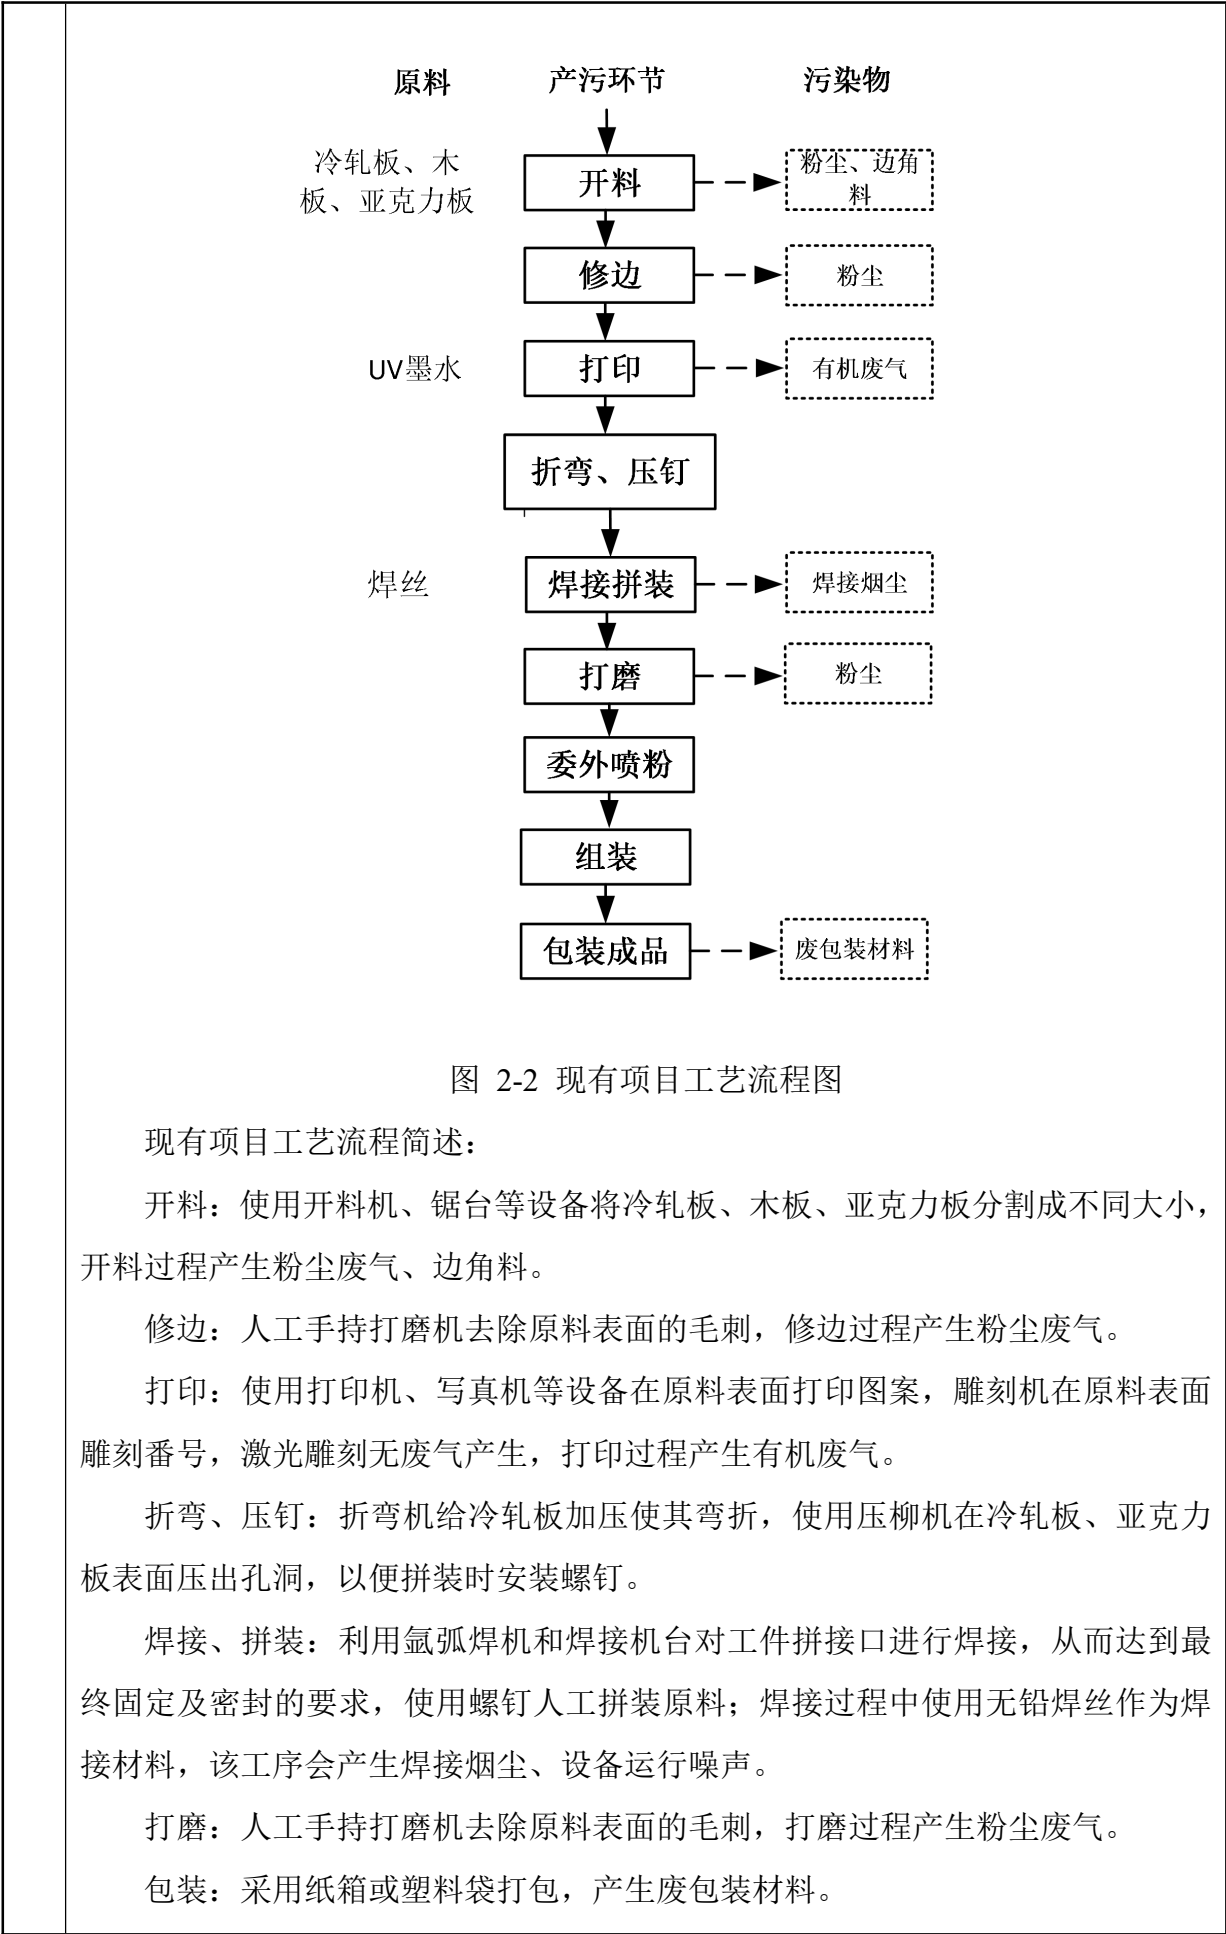 原料 产污环节 污染物
冷轧板、木
板、亚克力板
开料
粉尘、边角
料
修边
粉尘
UV墨水
打印
有机废气
折弯、压钉
焊丝
焊接拼装
焊接烟尘
打磨
粉尘
委外喷粉
组装
包装成品
废包装材料
图 2-2 现有项目工艺流程图
现有项目工艺流程简述：
开料：使用开料机、锯台等设备将冷轧板、木板、亚克力板分割成不同大小，
开料过程产生粉尘废气、边角料。
修边：人工手持打磨机去除原料表面的毛刺，修边过程产生粉尘废气。
打印：使用打印机、写真机等设备在原料表面打印图案，雕刻机在原料表面
雕刻番号，激光雕刻无废气产生，打印过程产生有机废气。
折弯、压钉：折弯机给冷轧板加压使其弯折，使用压柳机在冷轧板、亚克力
板表面压出孔洞，以便拼装时安装螺钉。
焊接、拼装：利用氩弧焊机和焊接机台对工件拼接口进行焊接，从而达到最
终固定及密封的要求，使用螺钉人工拼装原料；焊接过程中使用无铅焊丝作为焊
接材料，该工序会产生焊接烟尘、设备运行噪声。
打磨：人工手持打磨机去除原料表面的毛刺，打磨过程产生粉尘废气。
包装：采用纸箱或塑料袋打包，产生废包装材料。